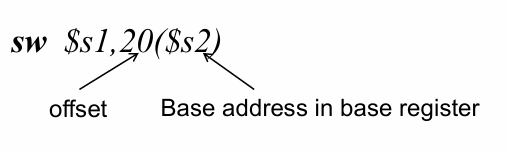 sw $s1,20($s2)
offset Base address in base register